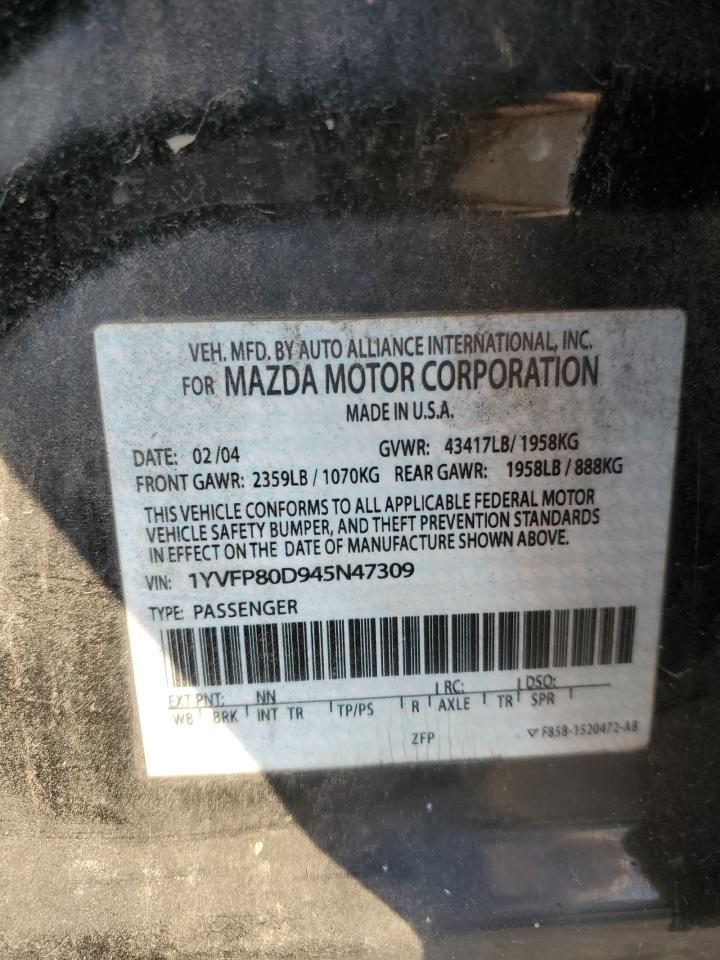 VEH. MFD. BY AUTO ALLIANCE INTERNATIONAL, INC.
FOR MAZDA MOTOR CORPORATION
MADE IN U.S.A.
DATE: 02/04 GVWR: 43417LB/1958KG
FRONT GAWR: 2359LB / 1070KG REAR GAWR: 1958LB / 888KG
THIS VEHICLE CONFORMS TO ALL APPLICABLE FEDERAL MOTOR
VEHICLE SAFETY BUMPER, AND THEFT PREVENTION STANDARDS
IN EFFECT ON THE DATE OF MANUFACTURE SHOWN ABOVE.
VIN: 1YVFP80D945N47309
TYPE: PASSENGER
EXT PNT: NN RC: DSO:
WB BRK INT TR TP/PS R AXLE TR SPR
ZFP F85B-1520472-AB